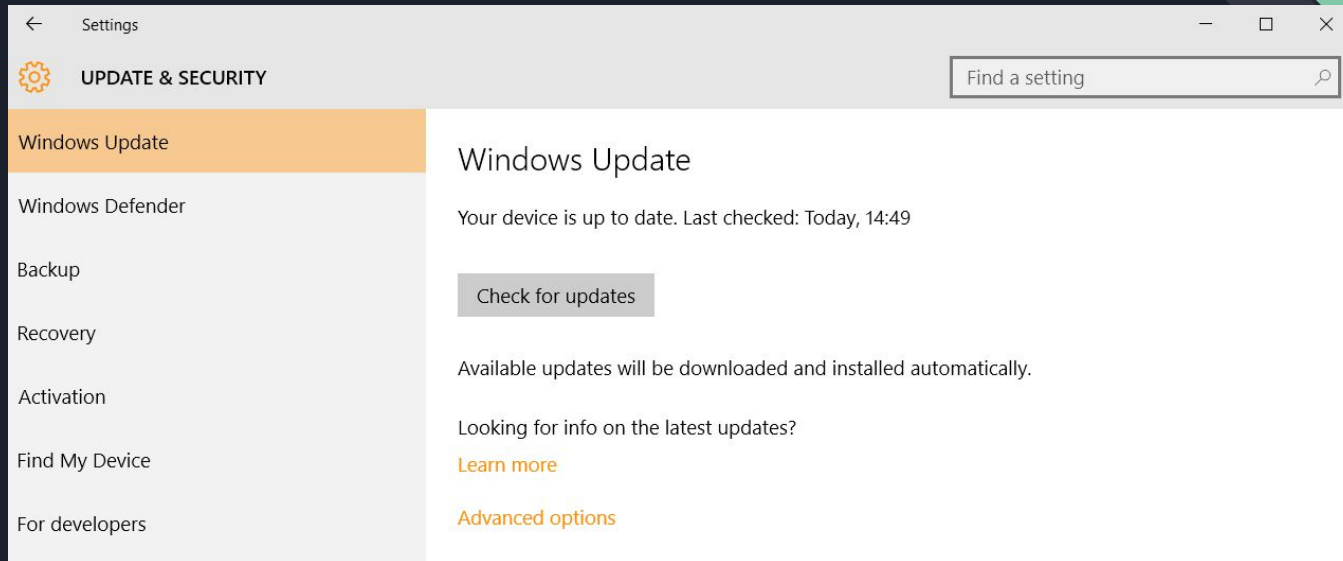 Settings
UPDATE & SECURITY
Find a setting
Windows Update
Windows Defender
Backup
Recovery
Activation
Find My Device
For developers
Windows Update
Your device is up to date. Last checked: Today, 14:49
Check for updates
Available updates will be downloaded and installed automatically.
Looking for info on the latest updates?
Learn more
Advanced options